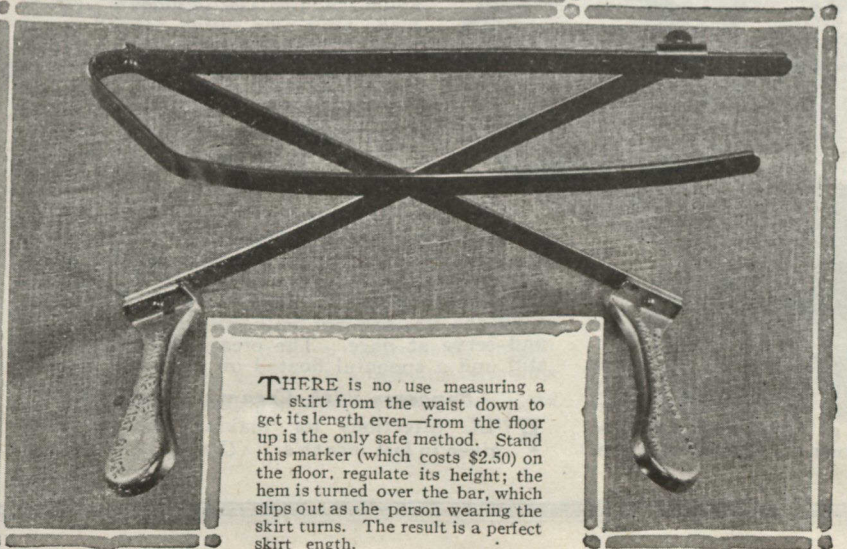 THERE is no use measuring a
skirt from the waist down to
get its length even—from the floor
up is the only safe method. Stand
this marker (which costs $2.50) on
the floor, regulate its height; the
hem is turned over the bar, which
slips out as the person wearing the
skirt turns. The result is a perfect
skirt ength.